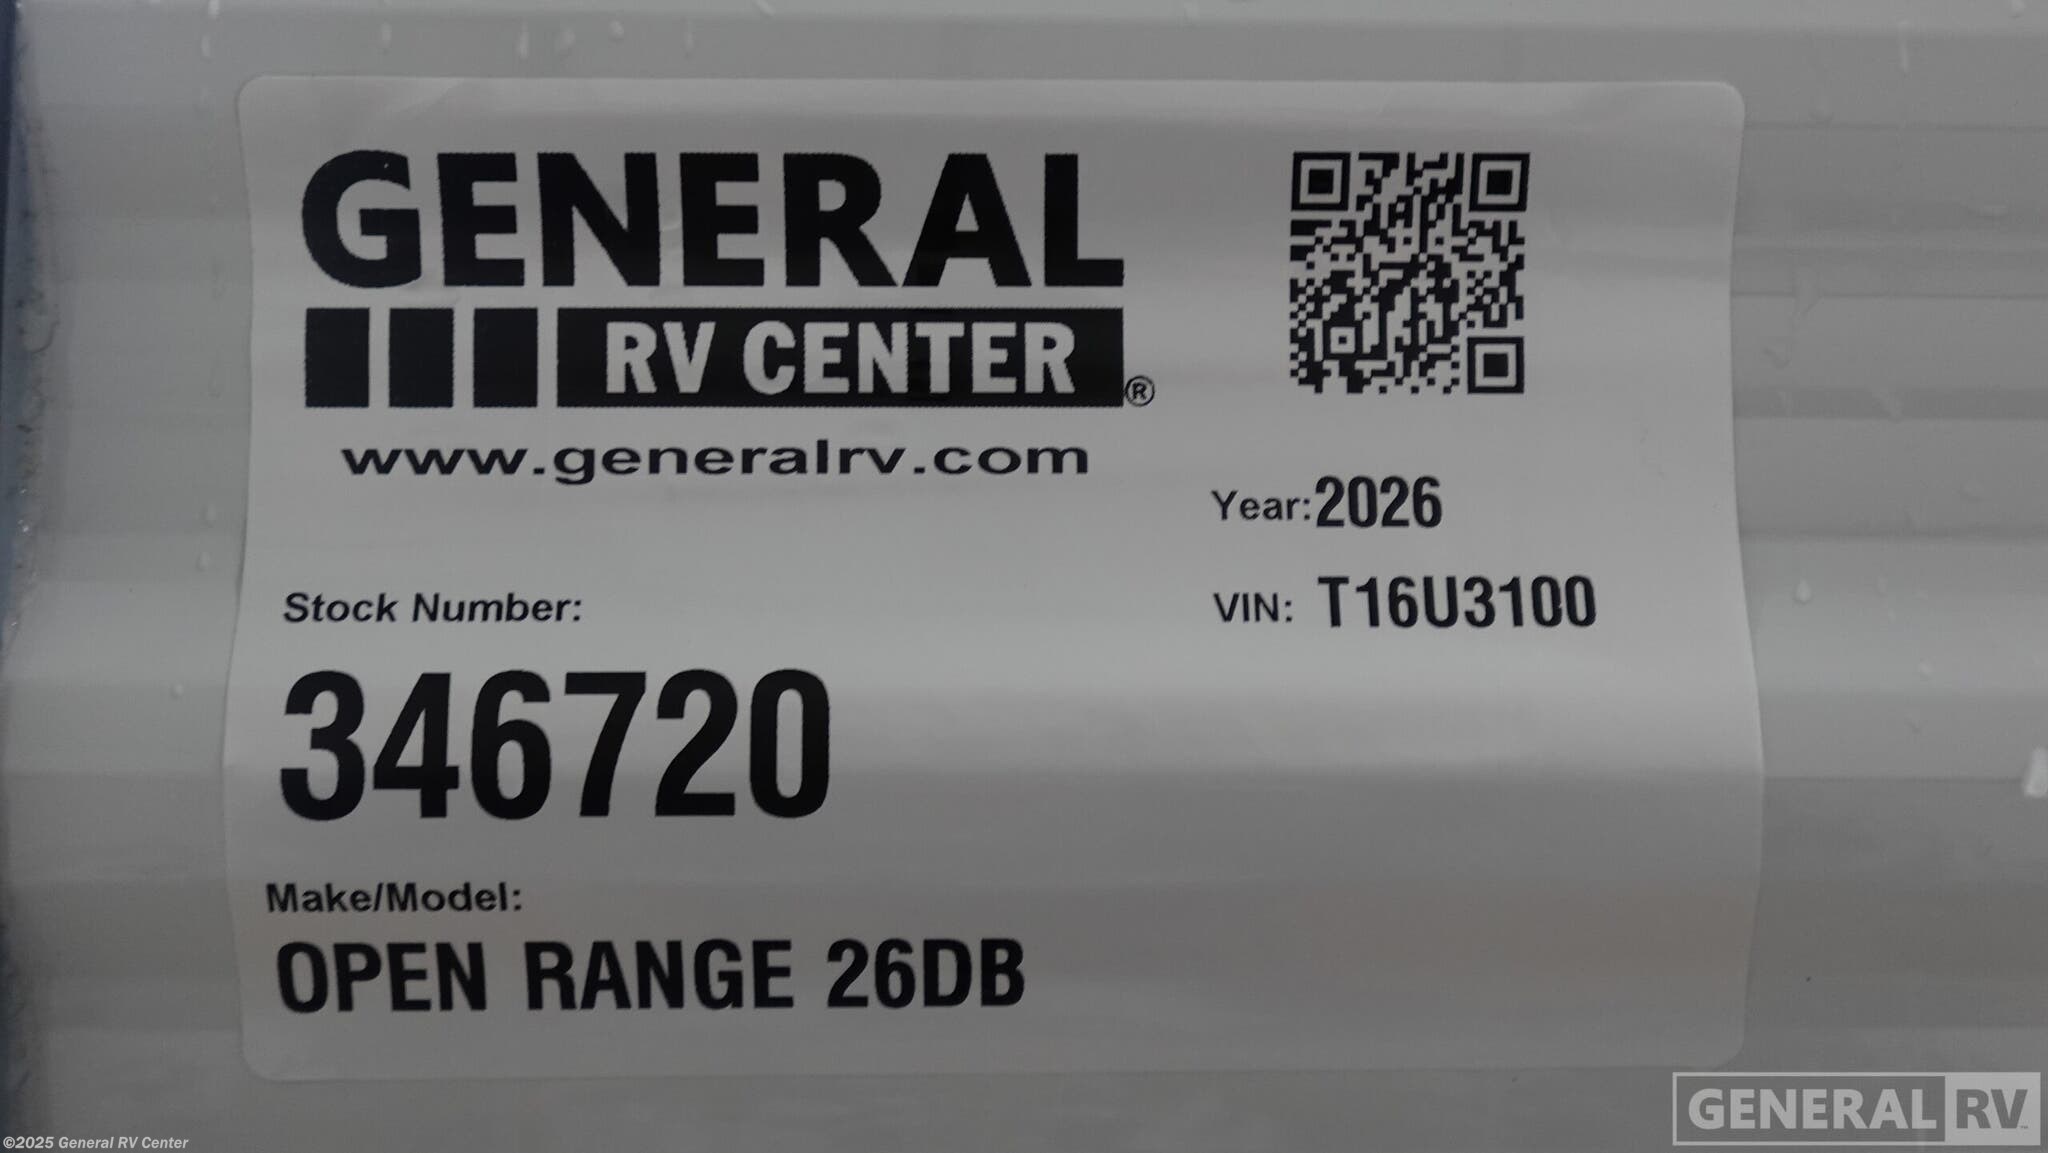 GENERAL
RV CENTER®
www.generalrv.com
Year: 2026
VIN: T16U3100
Stock Number:
346720
Make/Model:
OPEN RANGE 26DB
©2025 General RV Center
GENERAL RV™